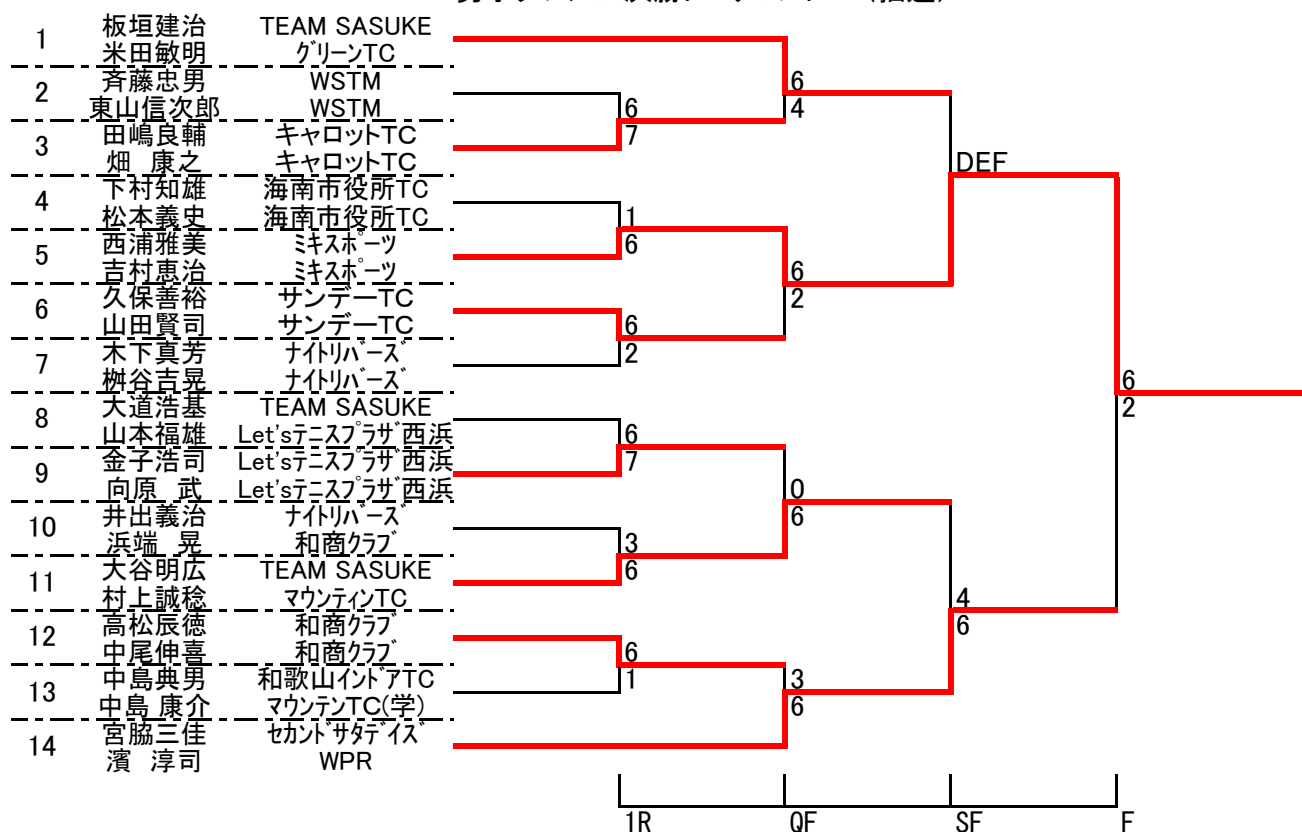 1 板垣建治 TEAM SASUKE
米田敏明 グリーンTC
2 斉藤忠男 WSTM
東山信次郎 WSTM
3 田嶋良輔 キャロットTC
畑 康之 キャロットTC
4 下村知雄 海南市役所TC
松本義史 海南市役所TC
5 西浦雅美 ミキスポーツ
吉村恵治 ミキスポーツ
6 久保善裕 サンデーTC
山田賢司 サンデーTC
7 木下真芳 ナイトリバーズ
桝谷吉晃 ナイトリバーズ
8 大道浩基 TEAM SASUKE
山本福雄 Let'sテニスプラザ西浜
9 金子浩司 Let'sテニスプラザ西浜
向原 武 Let'sテニスプラザ西浜
10 井出義治 ナイトリバーズ
浜端 晃 和商クラブ
11 大谷明広 TEAM SASUKE
村上誠稔 マウンティンTC
12 高松辰徳 和商クラブ
中尾伸喜 和商クラブ
13 中島典男 和歌山インドアTC
中島 康介 マウンテンTC(学)
14 宮脇三佳 セカンドサタデイズ
濱 淳司 WPR
6
7
1
6
6
2
6
7
3
6
6
1
6
4
6
2
0
6
3
6
DEF
4
6
6
2
1R QF SF F